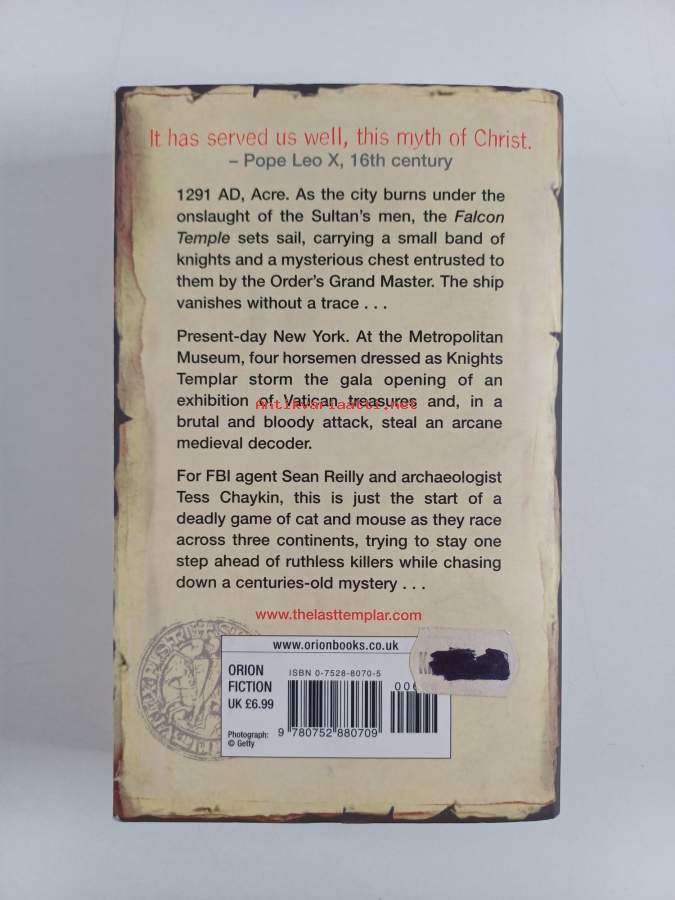 It has served us well, this myth of Christ.
– Pope Leo X, 16th century
1291 AD, Acre. As the city burns under the
onslaught of the Sultan's men, the Falcon
Temple sets sail, carrying a small band of
knights and a mysterious chest entrusted to
them by the Order's Grand Master. The ship
vanishes without a trace . . .
Present-day New York. At the Metropolitan
Museum, four horsemen dressed as Knights
Templar storm the gala opening of an
exhibition of Vatican treasures and, in a
Antikvariaatti.net
brutal and bloody attack, steal an arcane
medieval decoder.
For FBI agent Sean Reilly and archaeologist
Tess Chaykin, this is just the start of a
deadly game of cat and mouse as they race
across three continents, trying to stay one
step ahead of ruthless killers while chasing
down a centuries-old mystery . . .
www.thelasttemplar.com
www.orionbooks.co.uk
ORION
FICTION
UK £6.99
Photograph:
© Getty
ISBN 0-7528-8070-5
006
9 780752 880709